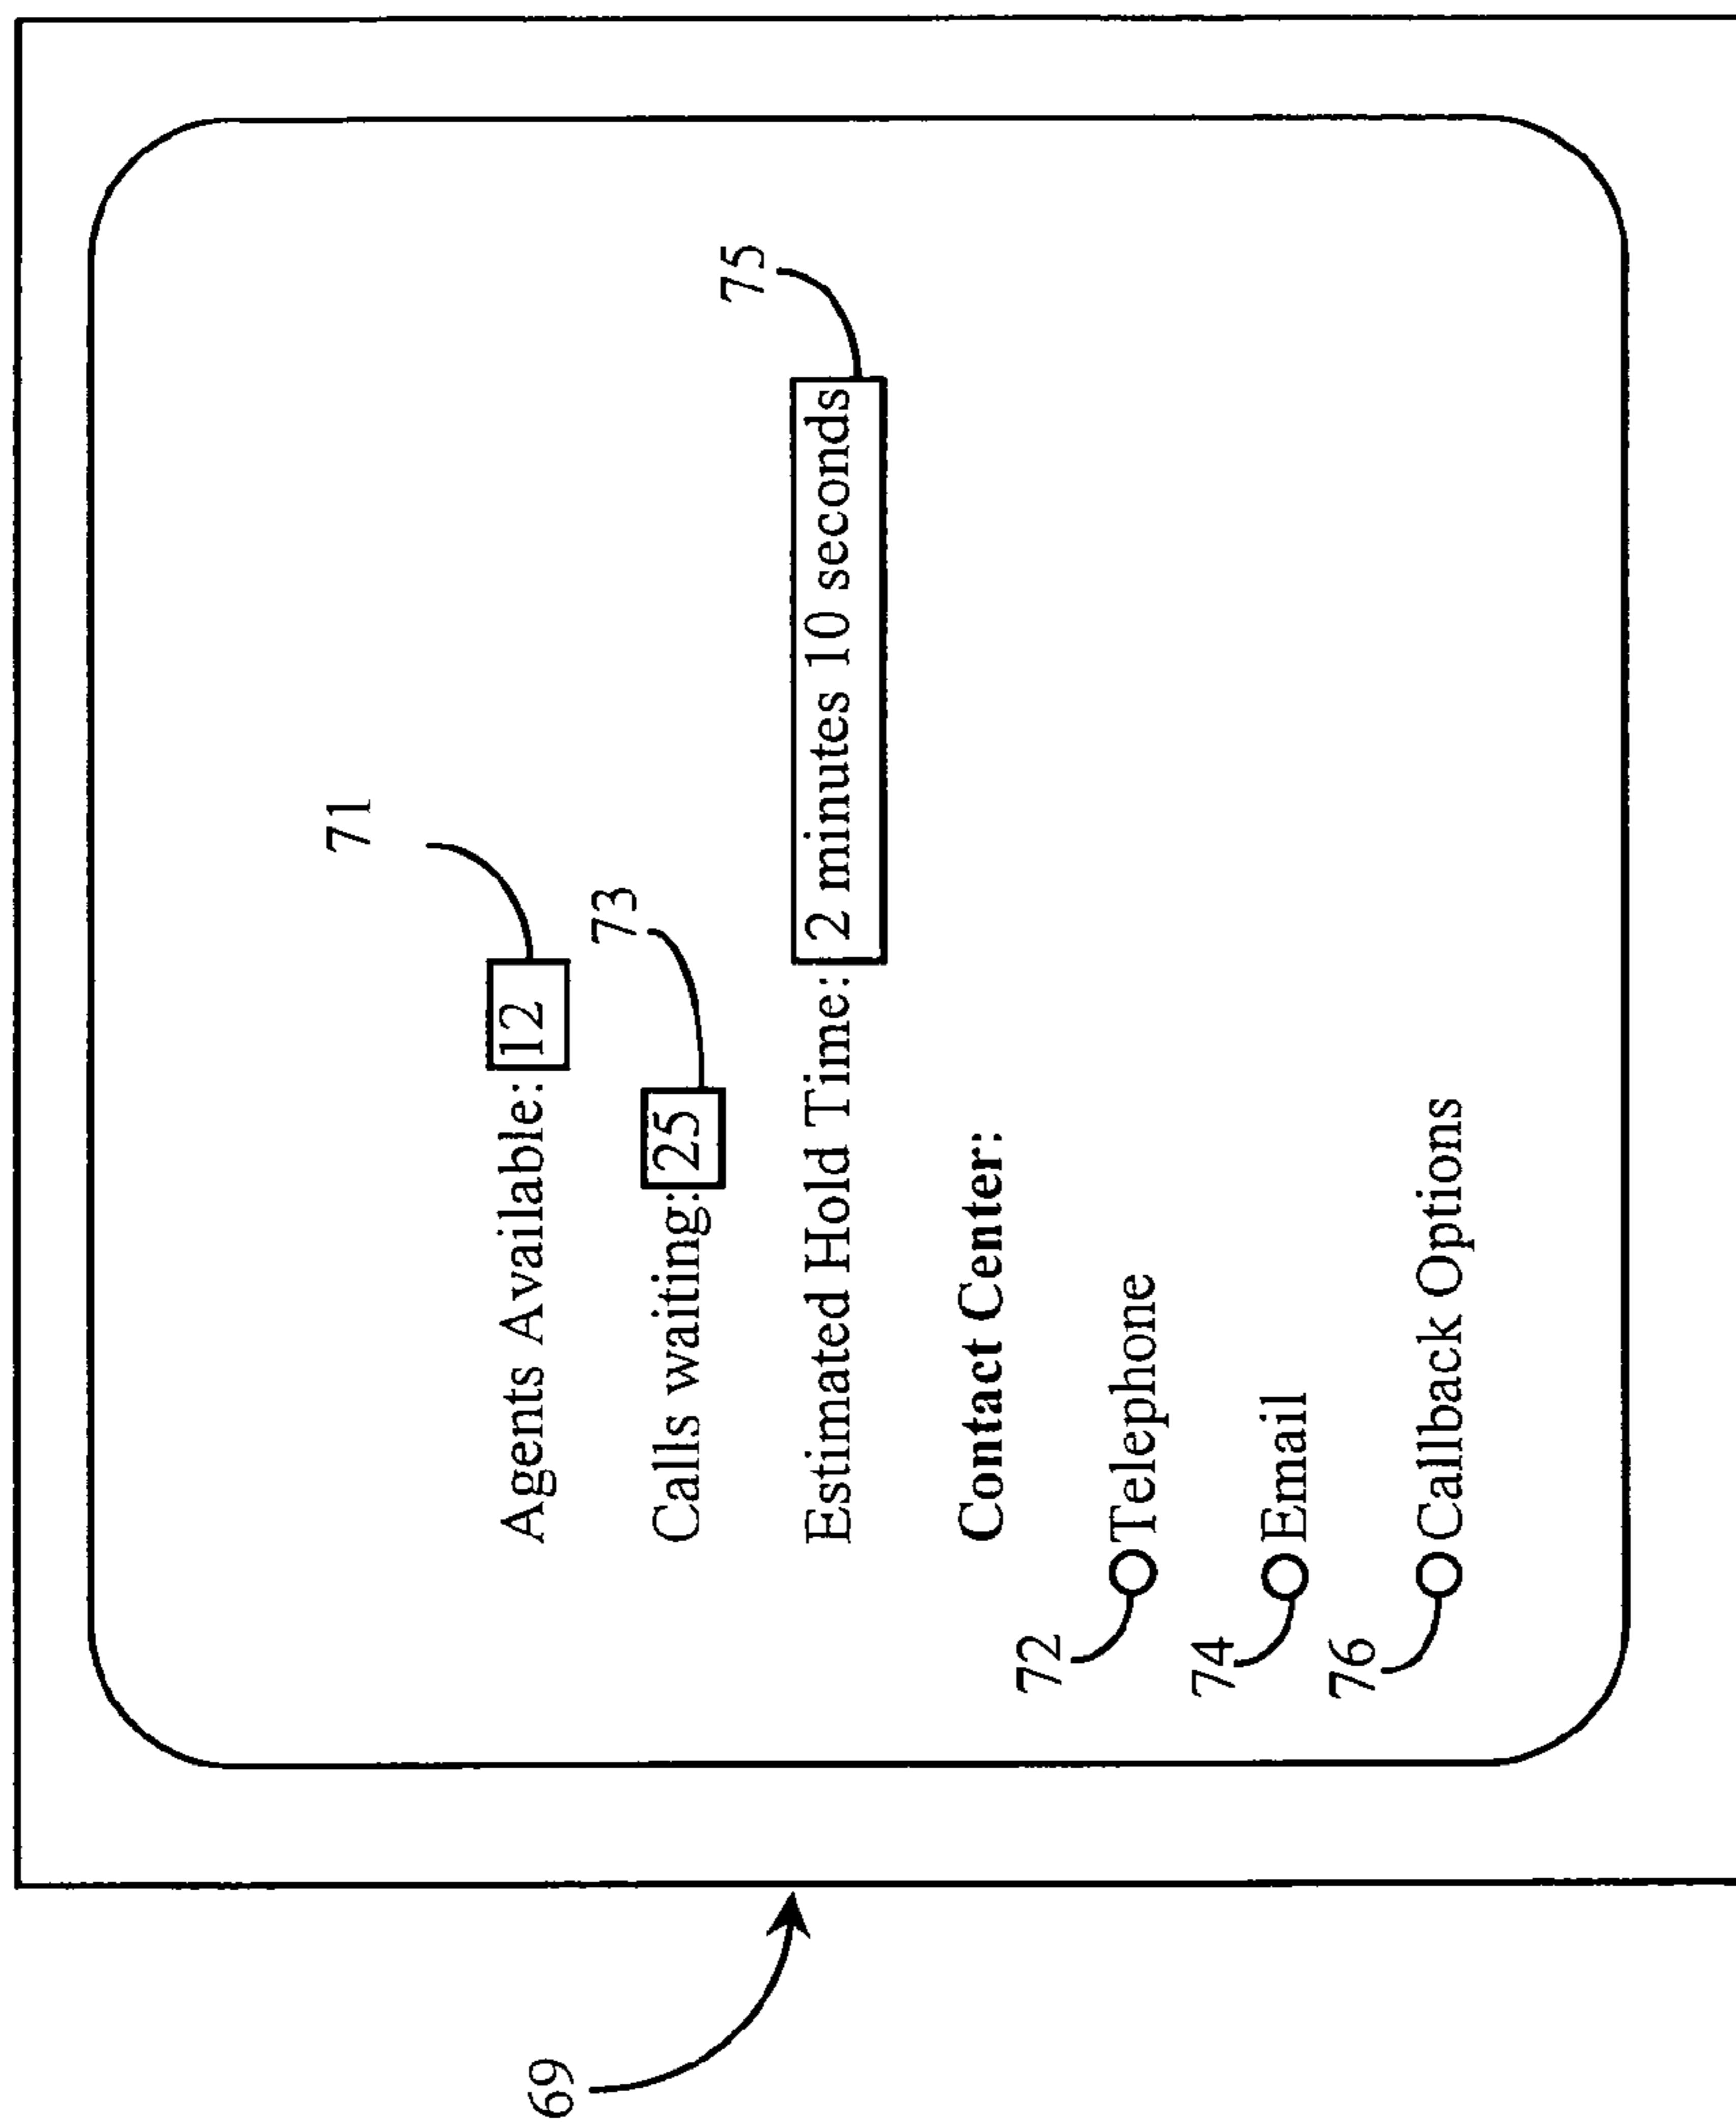 71
Agents Available: 12
73
Calls waiting: 25
75
Estimated Hold Time: 2 minutes 10 seconds
69
Contact Center:
72
Telephone
74
Email
76
Callback Options